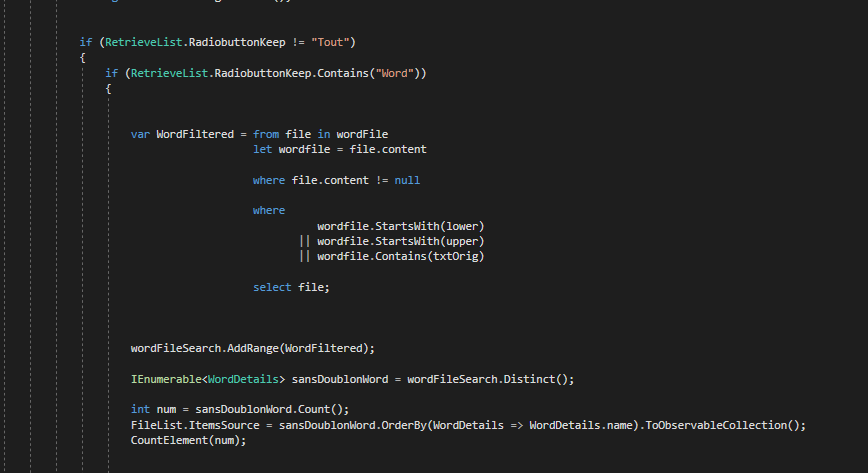 if (RetrieveList.RadiobuttonKeep != "Tout")
{
if (RetrieveList.RadiobuttonKeep.Contains("Word"))
{
var WordFiltered = from file in wordFile
let wordfile = file.content
where file.content != null
where
wordfile.StartsWith(lower)
|| wordfile.StartsWith(upper)
|| wordfile.Contains(txtOrig)
select file;
wordFileSearch.AddRange(WordFiltered);
IEnumerable<WordDetails> sansDoublonWord = wordFileSearch.Distinct();
int num = sansDoublonWord.Count();
FileList.ItemsSource = sansDoublonWord.OrderBy(WordDetails => WordDetails.name).ToObservableCollection();
CountElement(num);